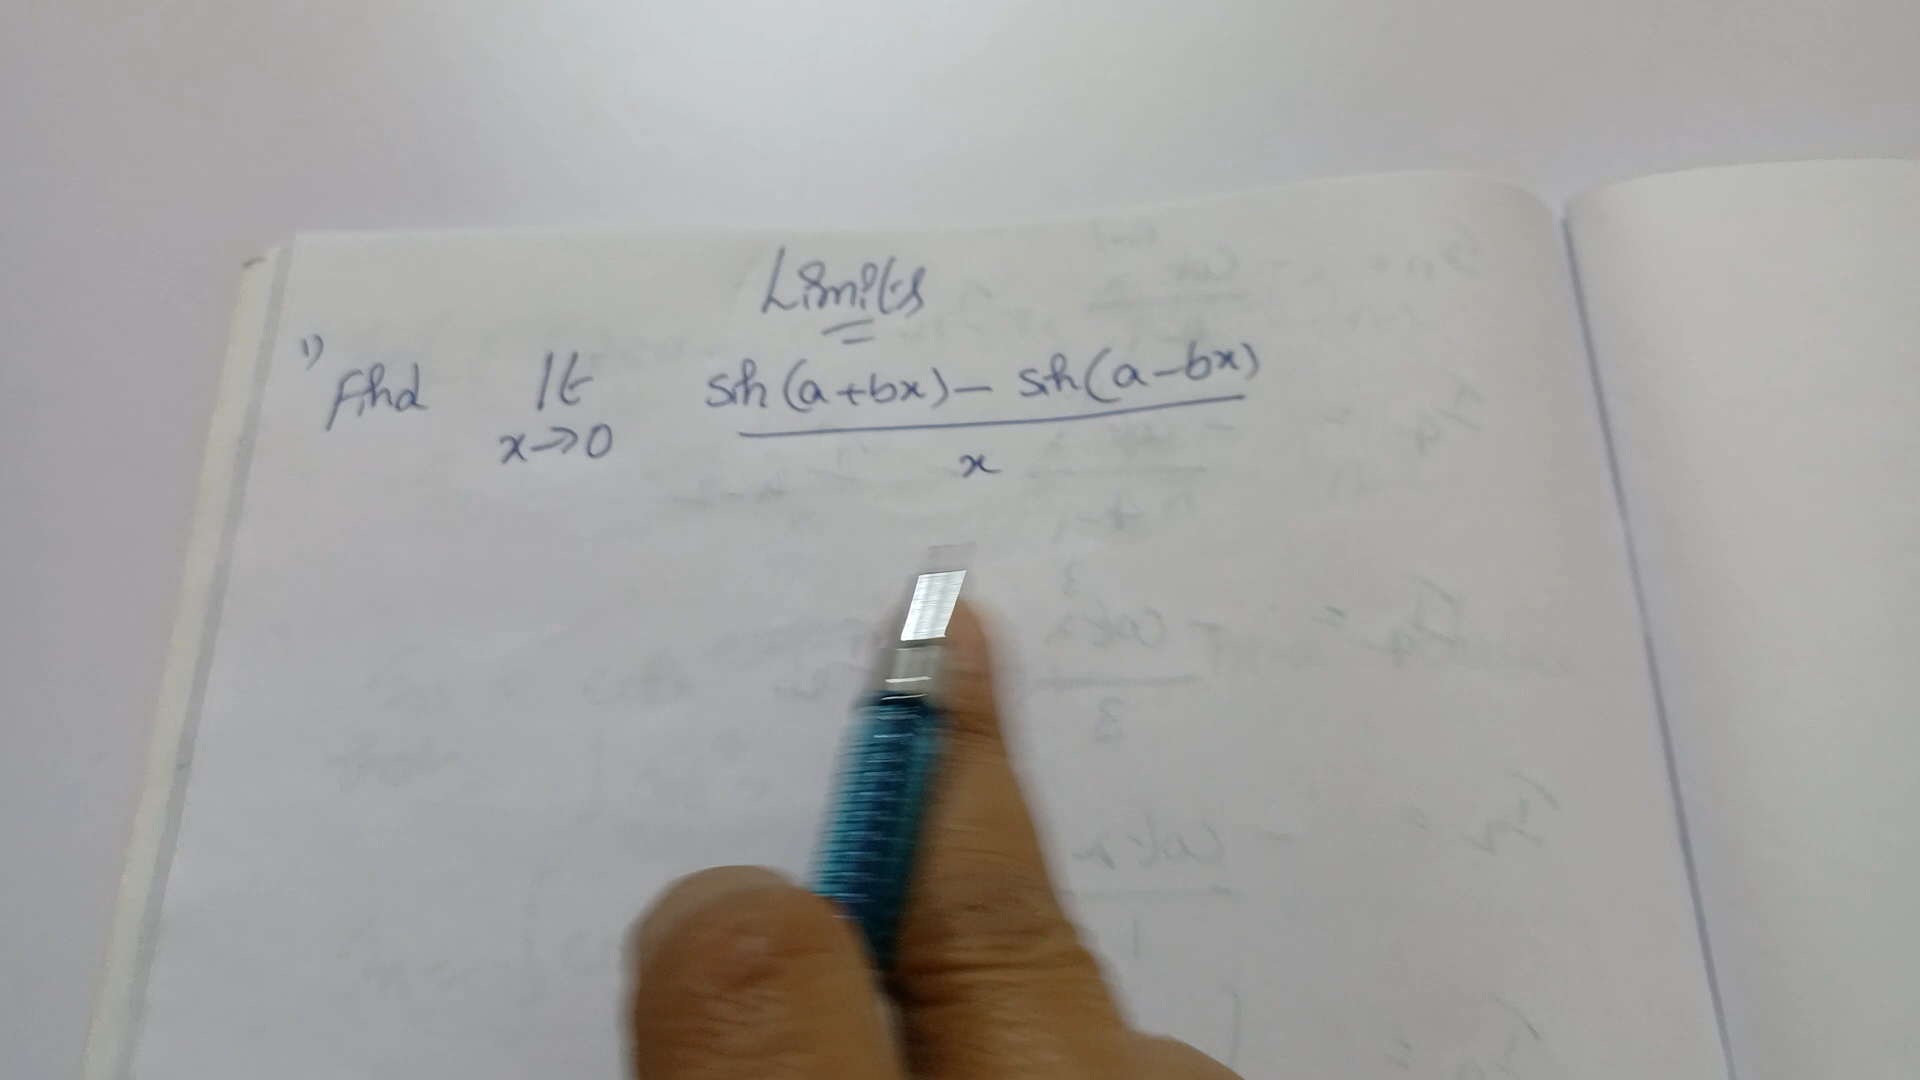 Limits
1) Find lt x→0 sin(a+bx) - sin(a-bx)
x